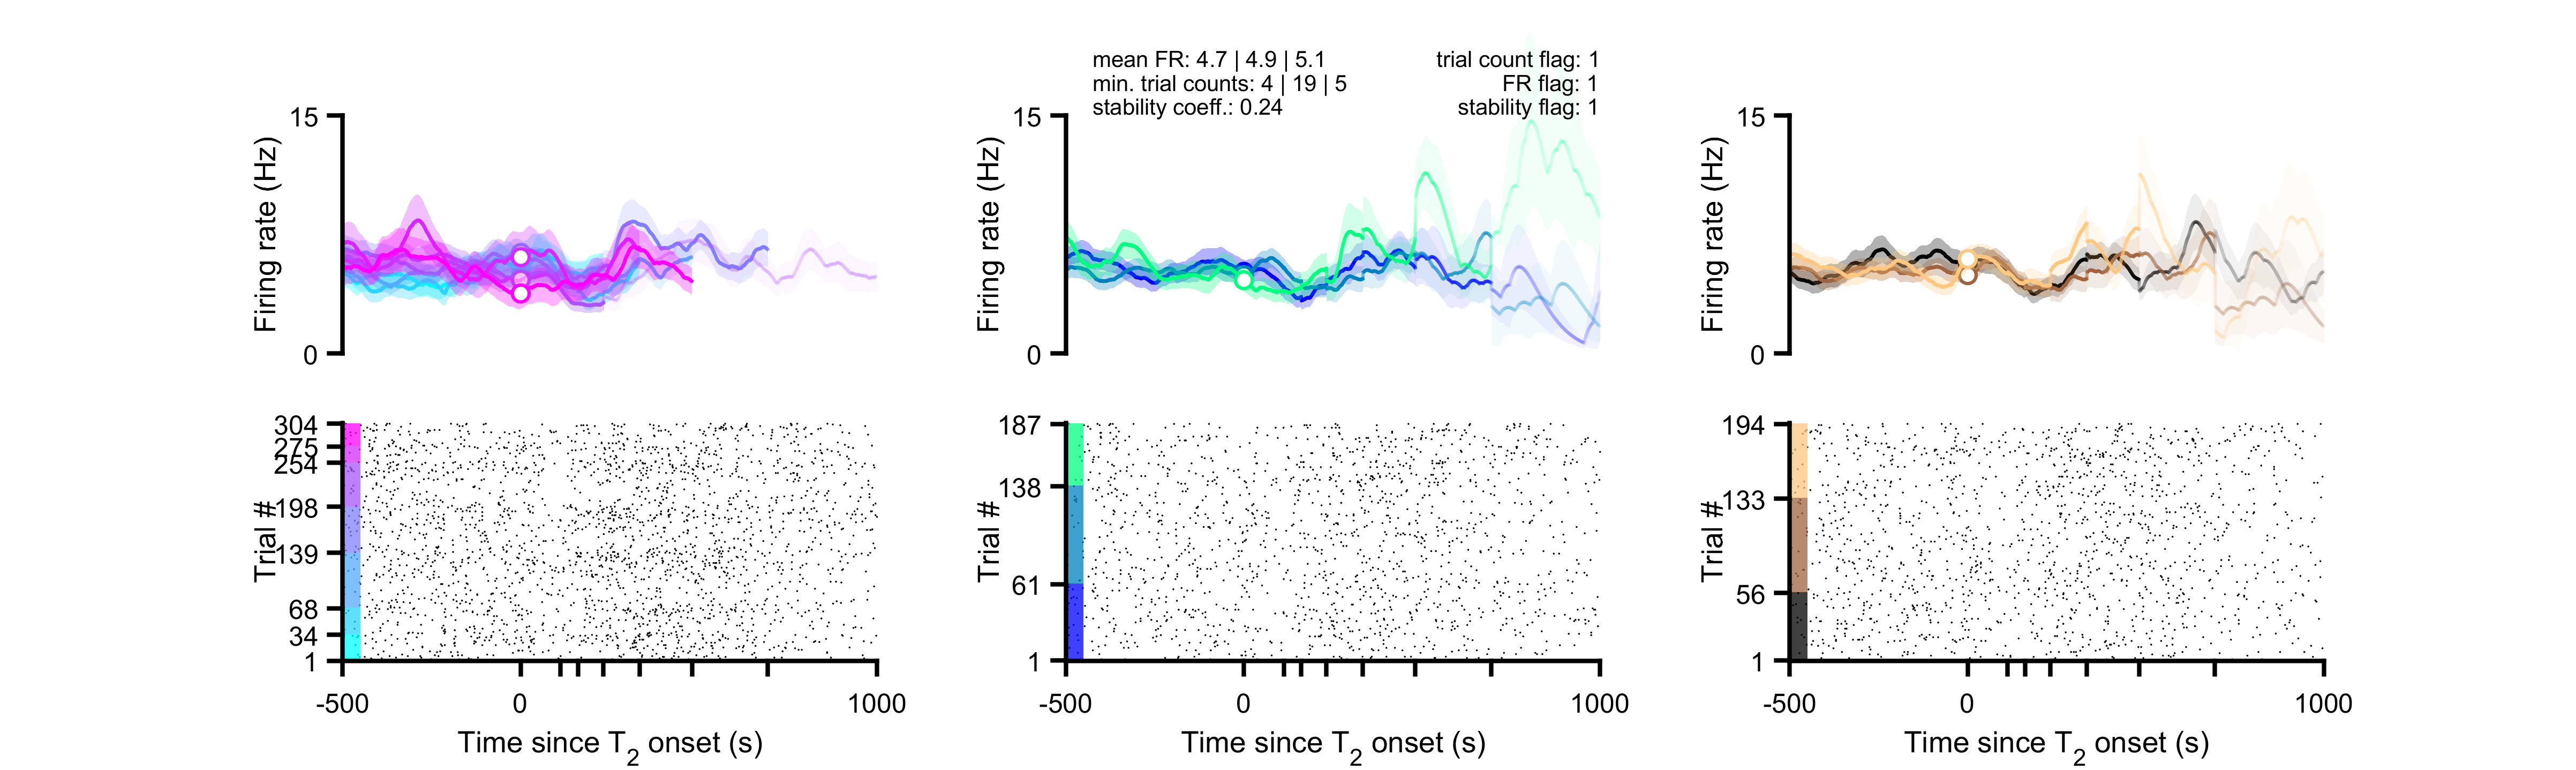 mean FR: 4.7 | 4.9 | 5.1
min. trial counts: 4 | 19 | 5
stability coeff.: 0.24
trial count flag: 1
FR flag: 1
stability flag: 1
Firing rate (Hz)
15
0
Firing rate (Hz)
15
0
Firing rate (Hz)
15
0
Trial #
304
275
254
198
139
68
34
1
-500
0
1000
Time since T2 onset (s)
Trial #
187
138
61
1
-500
0
1000
Time since T2 onset (s)
Trial #
194
133
56
1
-500
0
1000
Time since T2 onset (s)